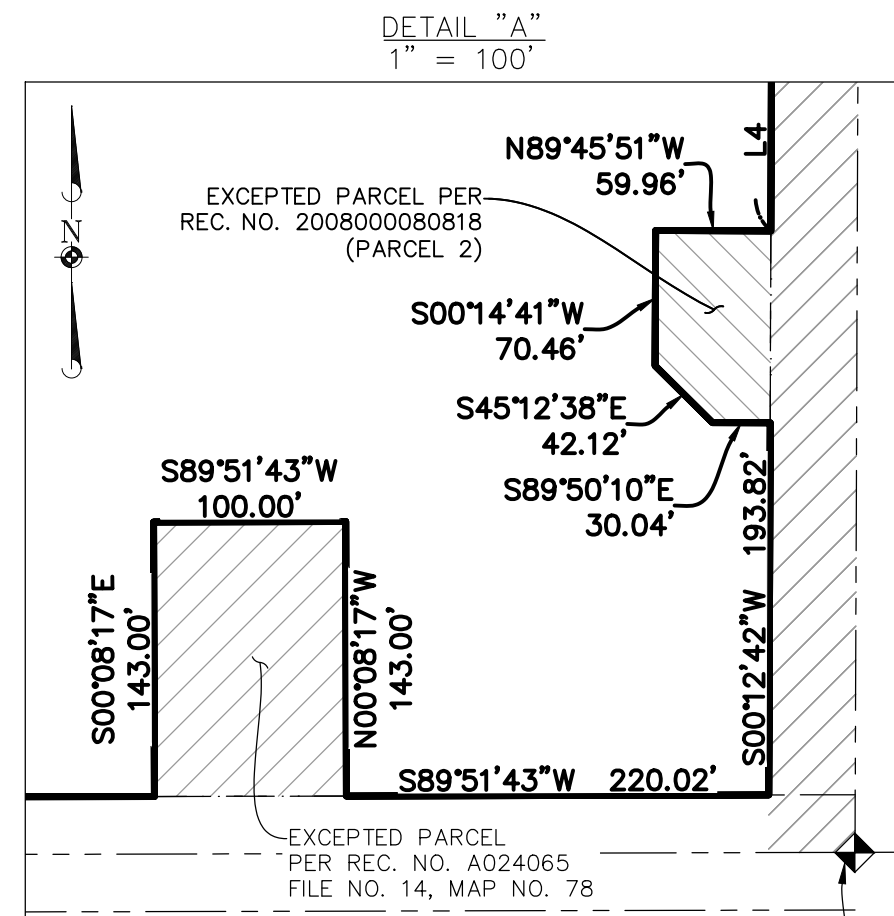 DETAIL "A"
1" = 100'
N
L4
N89°45'51"W
59.96'
EXCEPTED PARCEL PER
REC. NO. 2008000080818
(PARCEL 2)
S00°14'41"W
70.46'
S45°12'38"E
42.12'
S89°50'10"E
30.04'
S89°51'43"W
100.00'
S00°08'17"E
143.00'
N00°08'17"W
143.00'
S00°12'42"W 193.82'
S89°51'43"W 220.02'
EXCEPTED PARCEL
PER REC. NO. A024065
FILE NO. 14, MAP NO. 78